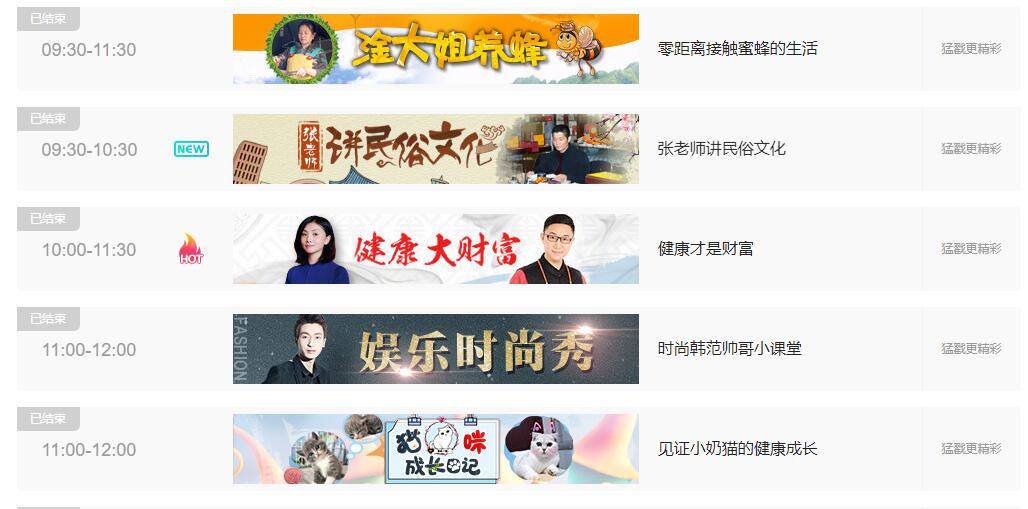 已结束
09:30-11:30
淦大姐养蜂
零距离接触蜜蜂的生活
猛戳更精彩
已结束
09:30-10:30
NEW
张老师
讲民俗文化
张老师讲民俗文化
猛戳更精彩
已结束
10:00-11:30
HOT
健康大财富
健康才是财富
猛戳更精彩
已结束
11:00-12:00
FASHION
娱乐时尚秀
时尚韩范帅哥小课堂
猛戳更精彩
已结束
11:00-12:00
猫咪
成长日记
见证小奶猫的健康成长
猛戳更精彩